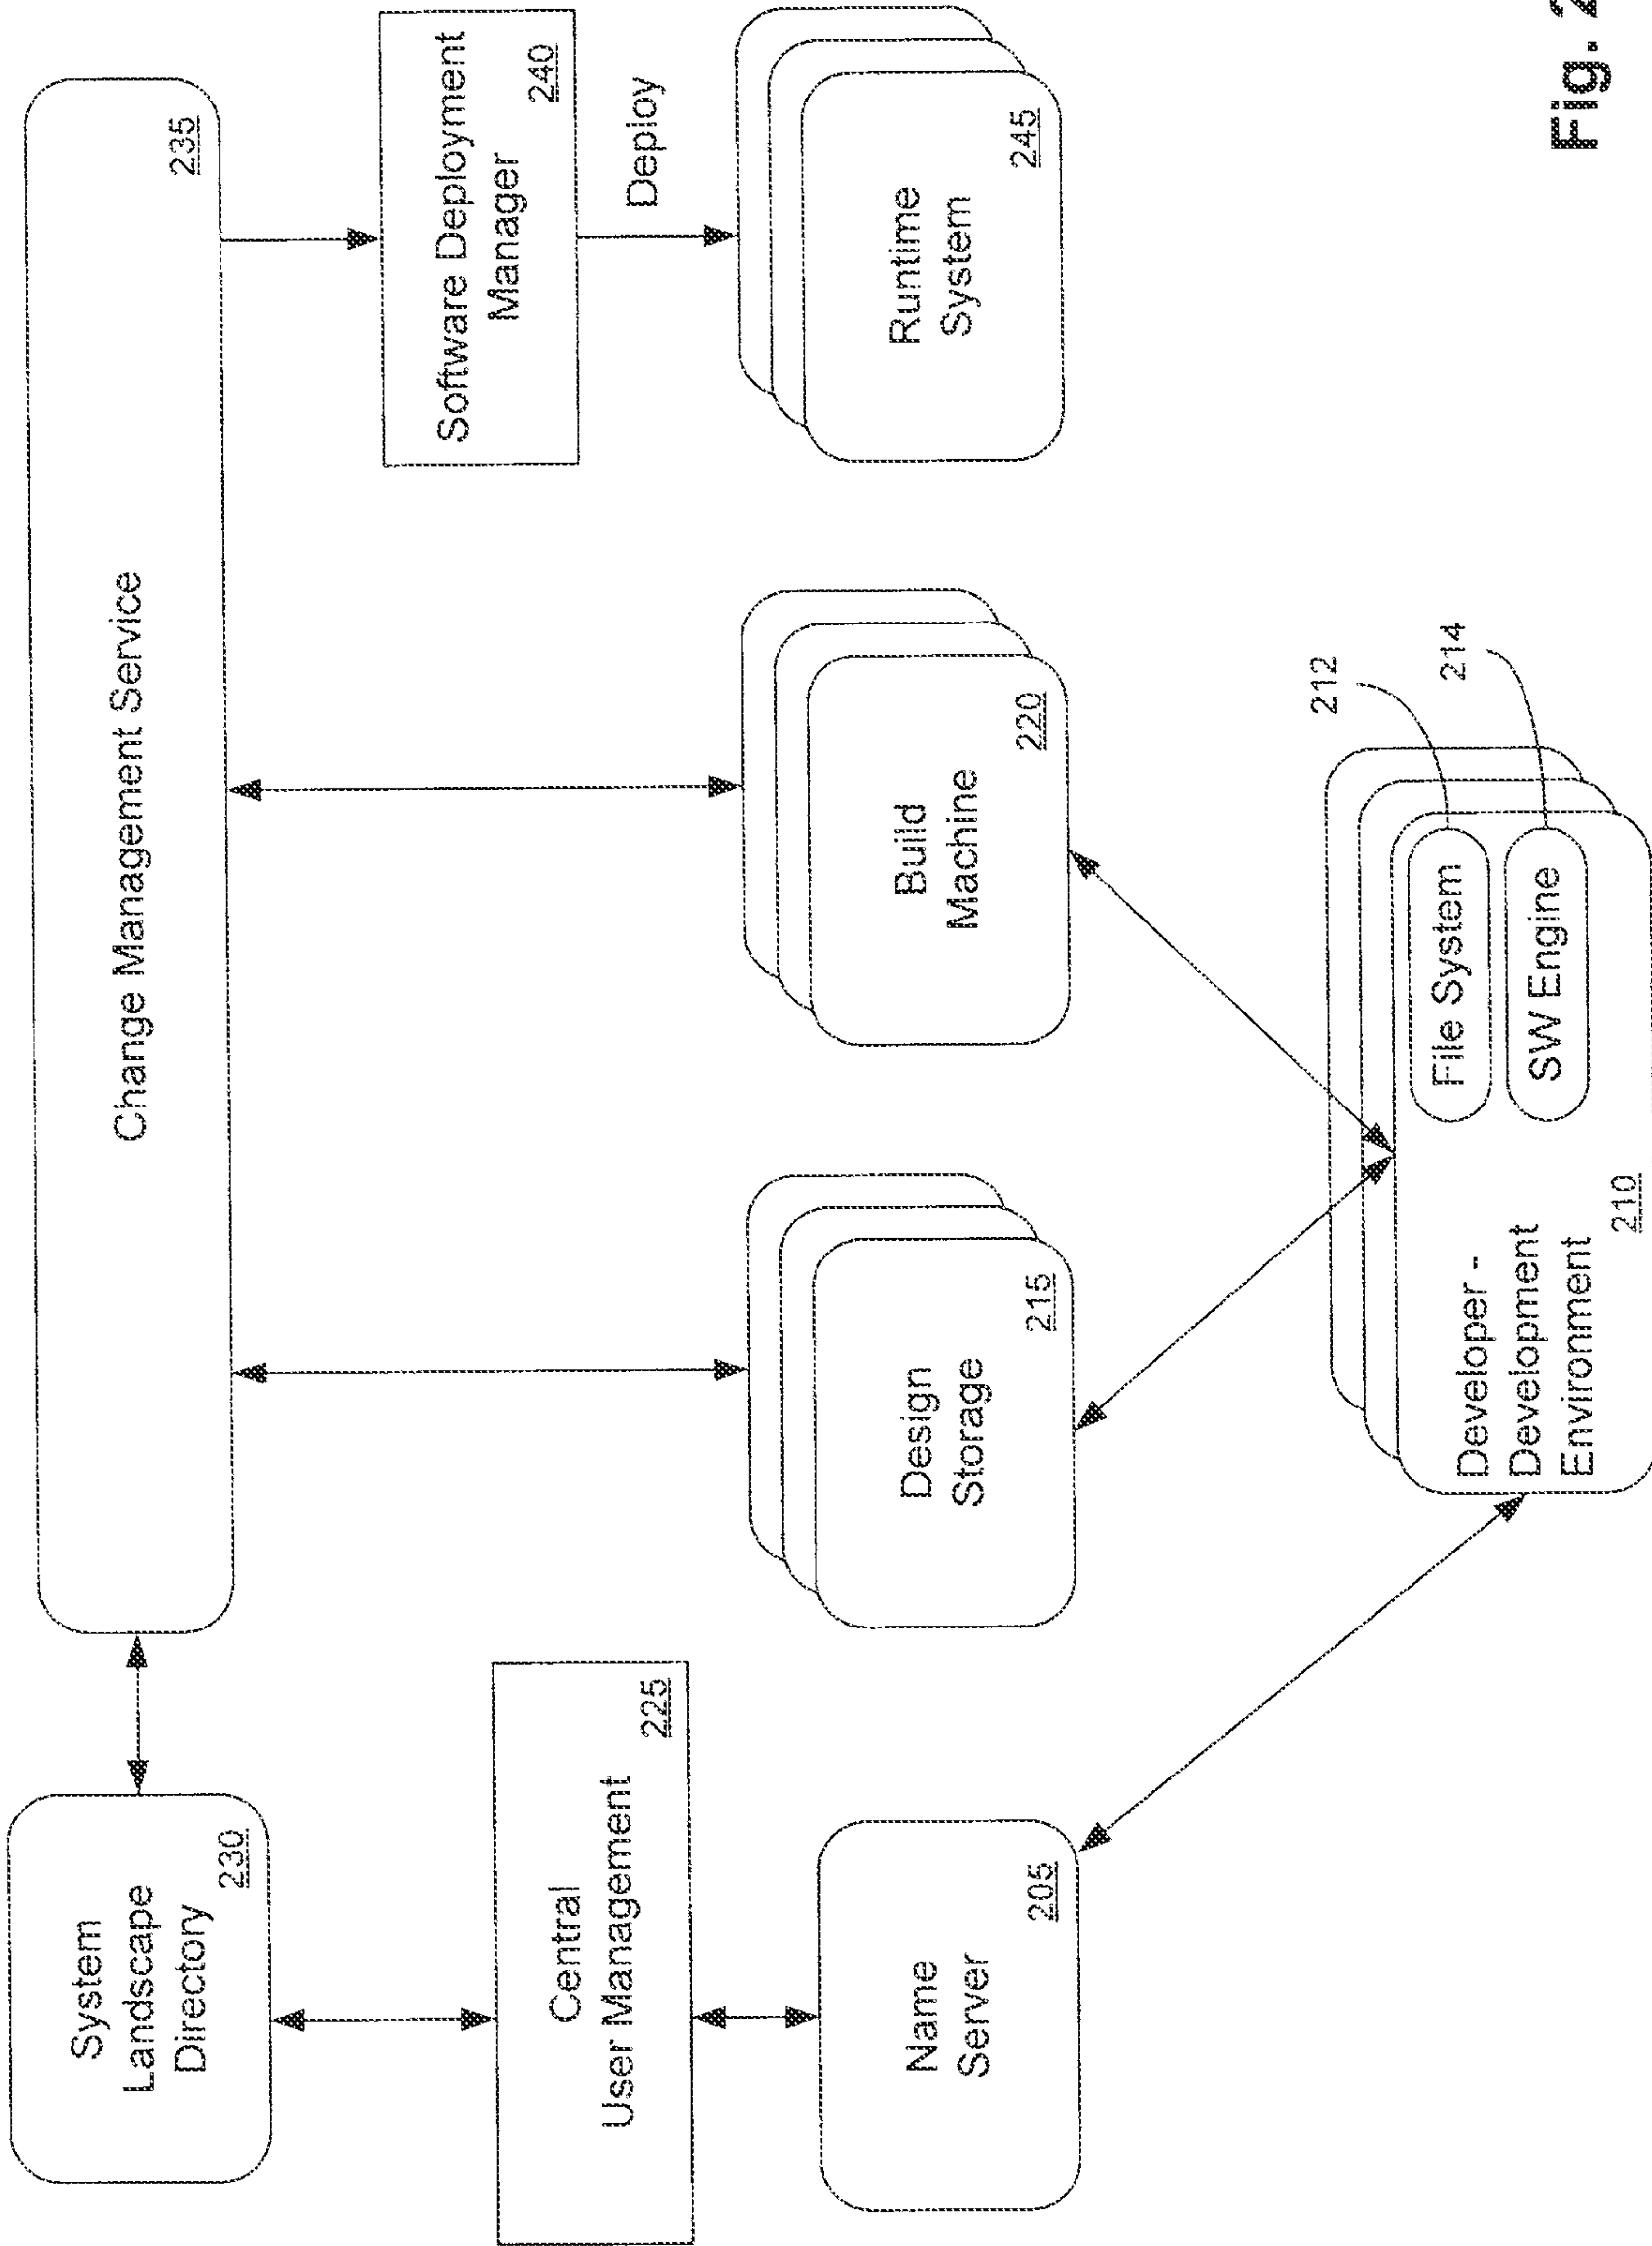 System
Landscape
Directory
230
Change Management Service
235
Central
User Management
225
Software Deployment
Manager
240
Deploy
Name
Server
205
Design
Storage
215
Build
Machine
220
Runtime
System
245
Developer -
Development
Environment
210
File System
SW Engine
212
214
Fig. 2